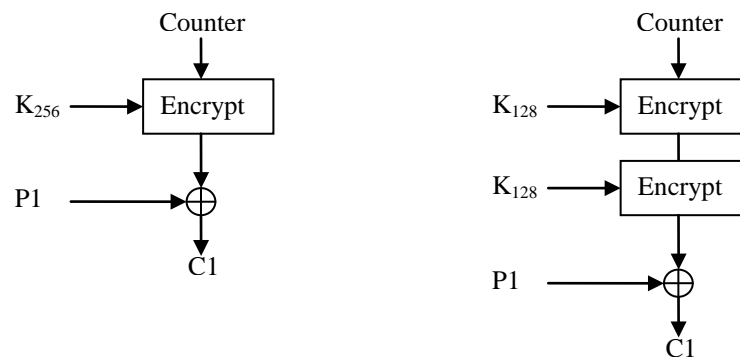 Counter
K₂₅₆
Encrypt
P1
C1
Counter
K₁₂₈
Encrypt
K₁₂₈
Encrypt
P1
C1